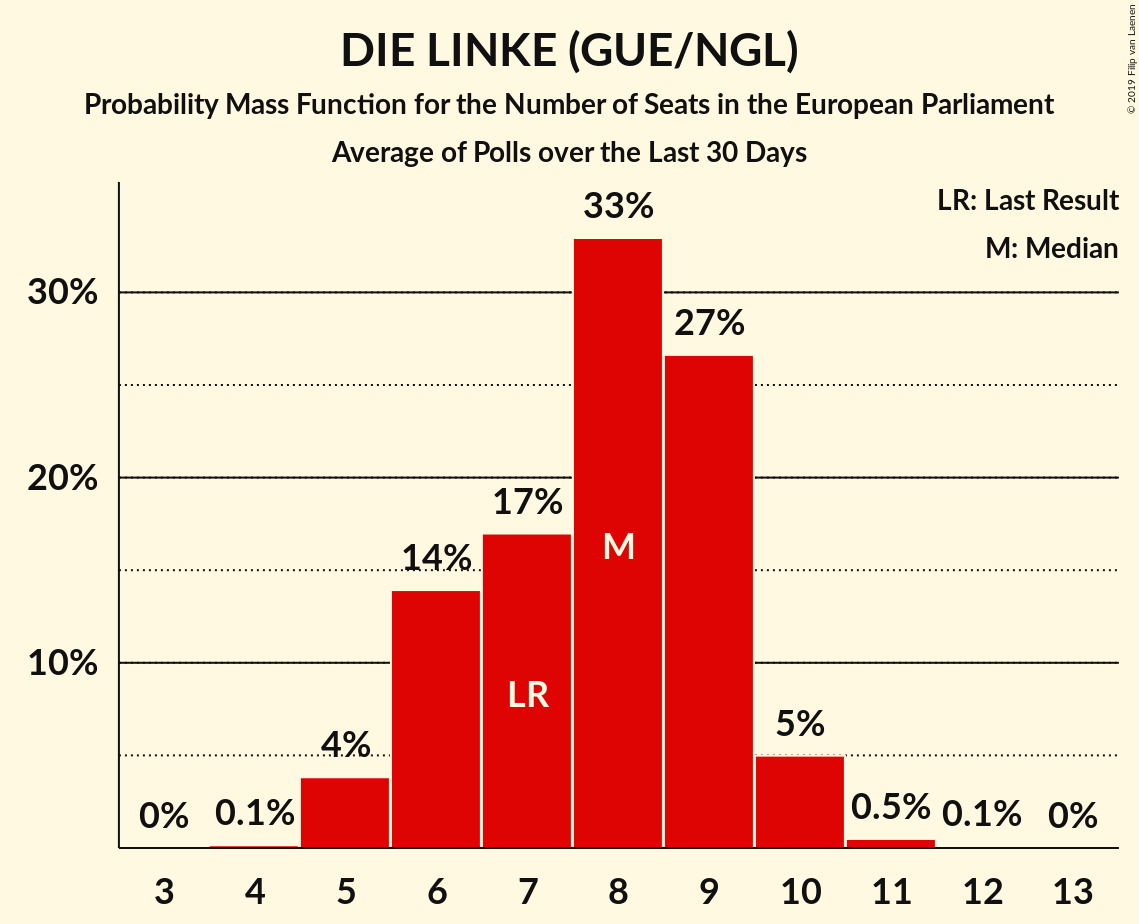 DIE LINKE (GUE/NGL)
Probability Mass Function for the Number of Seats in the European Parliament
Average of Polls over the Last 30 Days
© 2019 Filip van Laenen
LR: Last Result
M: Median
33%
30%
27%
20%
17%
14%
M
10%
LR
5%
4%
0%
0.1%
0.5%
0.1%
0%
3 4 5 6 7 8 9 10 11 12 13